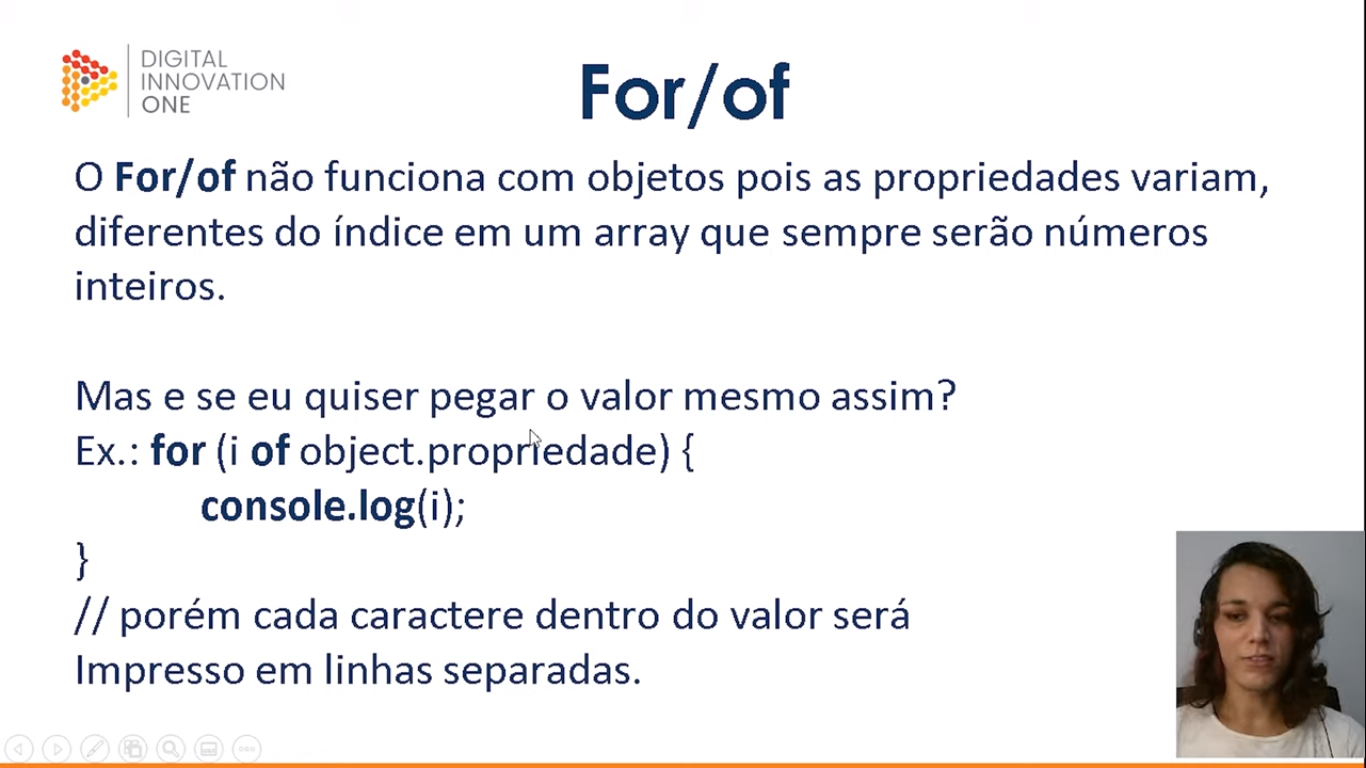 DIGITAL
INNOVATION
ONE
For/of
O For/of não funciona com objetos pois as propriedades variam,
diferentes do índice em um array que sempre serão números
inteiros.
Mas e se eu quiser pegar o valor mesmo assim?
Ex.: for (i of object.propriedade) {
console.log(i);
}
// porém cada caractere dentro do valor será
Impresso em linhas separadas.